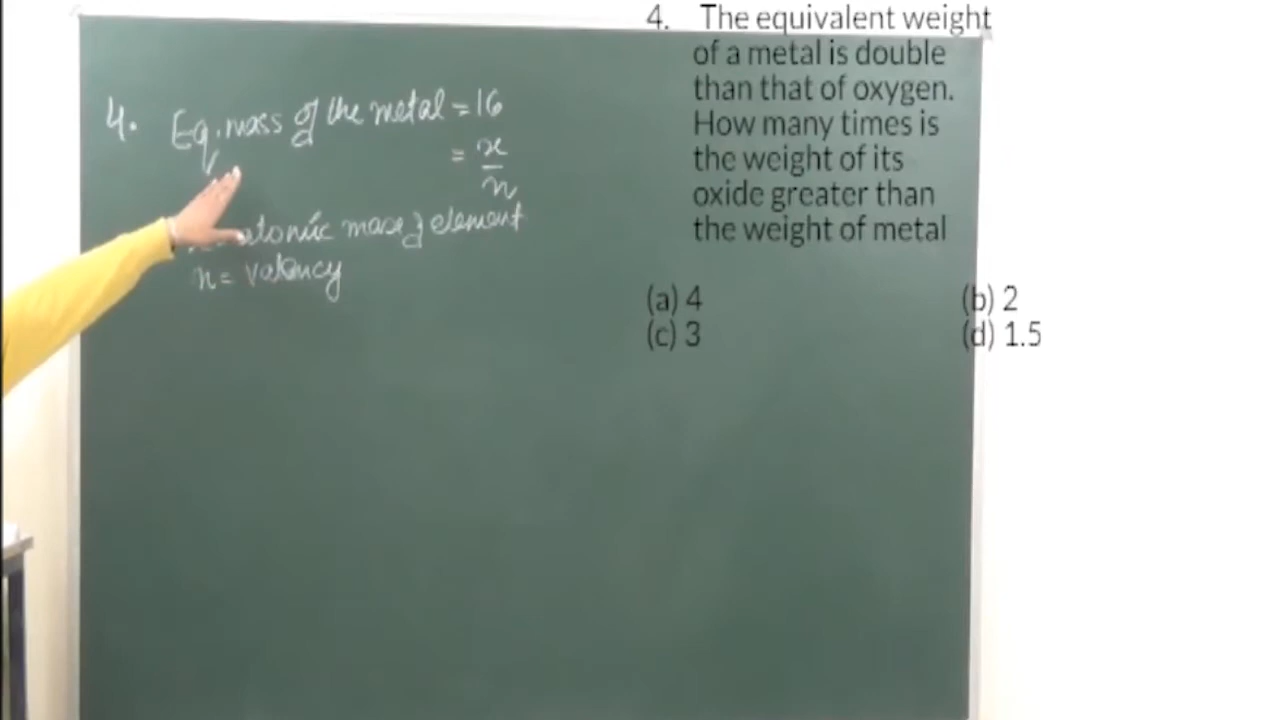 4. Eq. mass of the metal = 16
= x/n
atomic mass of element
n = valency
4. The equivalent weight
of a metal is double
than that of oxygen.
How many times is
the weight of its
oxide greater than
the weight of metal
(a) 4 (b) 2
(c) 3 (d) 1.5